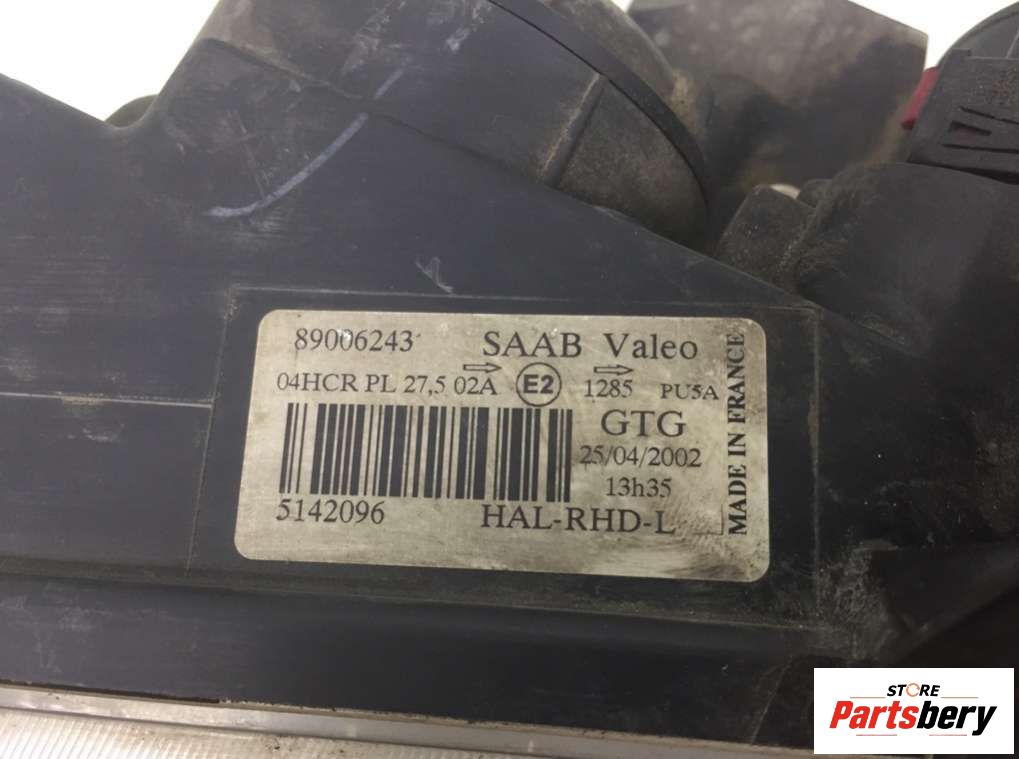 89006243 SAAB Valeo
04HCR PL 27,5 02A E2 1285 PU5A
GTG
25/04/2002
13h35
5142096 HAL-RHD-L
MADE IN FRANCE
STORE
Partsbery